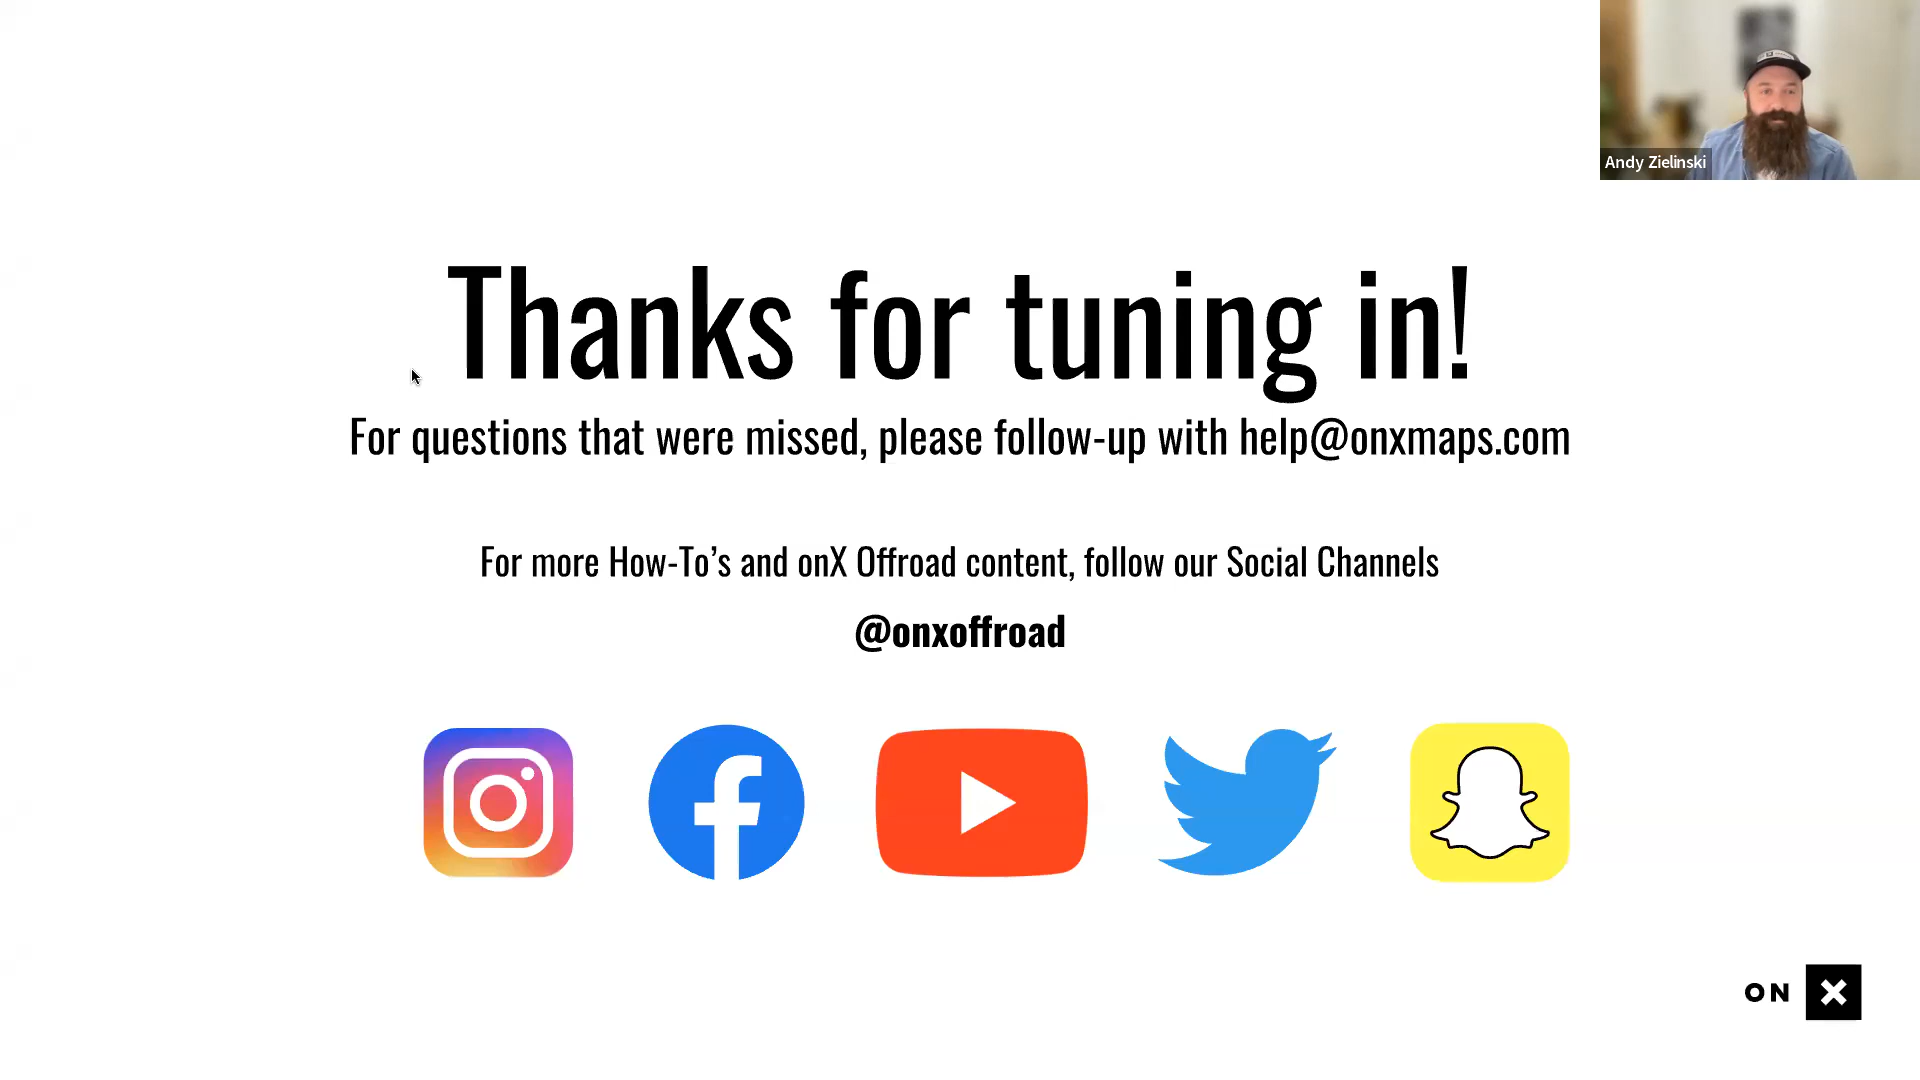 Andy Zielinski
Thanks for tuning in!
For questions that were missed, please follow-up with help@onxmaps.com
For more How-To’s and onX Offroad content, follow our Social Channels
@onxoffroad
ON X